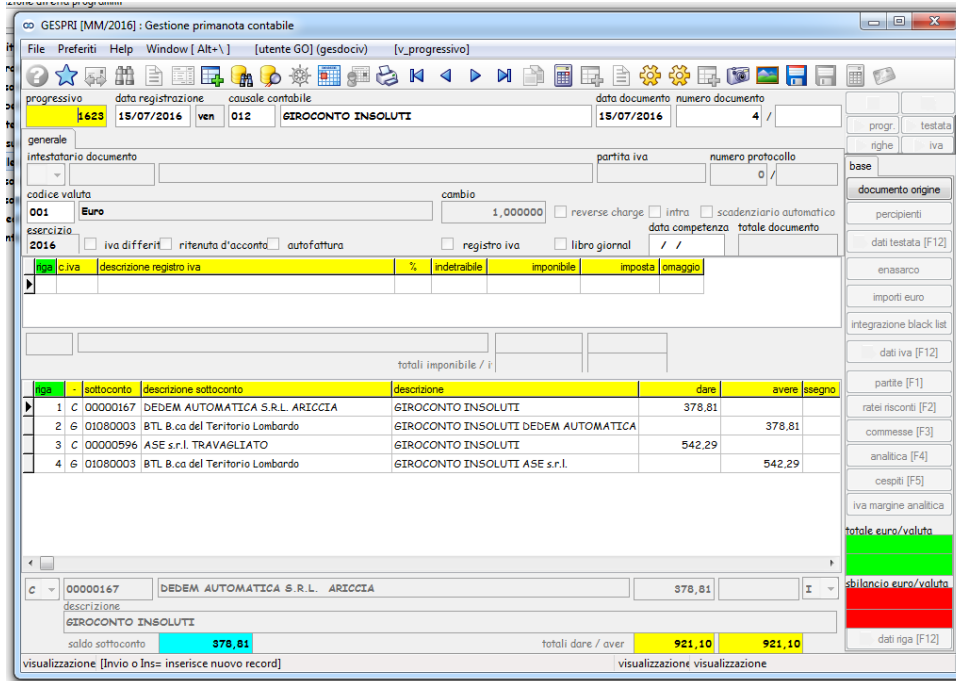 GESPRI [MM/2016] : Gestione primanota contabile
File Preferiti Help Window [ Alt+\ ] [utente GO] (gesdociv) [v_progressivo]
progressivo data registrazione causale contabile data documento numero documento
1623 15/07/2016 ven 012 GIROCONTO INSOLUTI 15/07/2016 4 /
progr. testata
righe iva
generale
base
intestatario documento partita iva numero protocollo
0 /
documento origine
codice valuta cambio
001 Euro 1,000000 reverse charge intra scadenziario automatico
percipienti
esercizio data competenza totale documento
2016 iva differit ritenuta d'acconto autofattura registro iva libro giornal / /
dati testata [F12]
riga c.iva descrizione registro iva % indetraibile imponibile imposta omaggio
enasarco
importi euro
integrazione black list
dati iva [F12]
totali imponibile / i
riga - sottoconto descrizione sottoconto descrizione dare avere ssegno
partite [F1]
1 C 00000167 DEDEM AUTOMATICA S.R.L. ARICCIA GIROCONTO INSOLUTI 378,81
ratei risconti [F2]
2 G 01080003 BTL B.ca del Teritorio Lombardo GIROCONTO INSOLUTI DEDEM AUTOMATICA 378,81
commesse [F3]
3 C 00000596 ASE s.r.l. TRAVAGLIATO GIROCONTO INSOLUTI 542,29
analitica [F4]
4 G 01080003 BTL B.ca del Teritorio Lombardo GIROCONTO INSOLUTI ASE s.r.l. 542,29
cespiti [F5]
iva margine analitica
totale euro/valuta
C 00000167 DEDEM AUTOMATICA S.R.L. ARICCIA 378,81 I
sbilancio euro/valuta
descrizione
GIROCONTO INSOLUTI
saldo sottoconto 378,81 totali dare / aver 921,10 921,10
dati riga [F12]
visualizzazione [Invio o Ins= inserisce nuovo record] visualizzazione visualizzazione